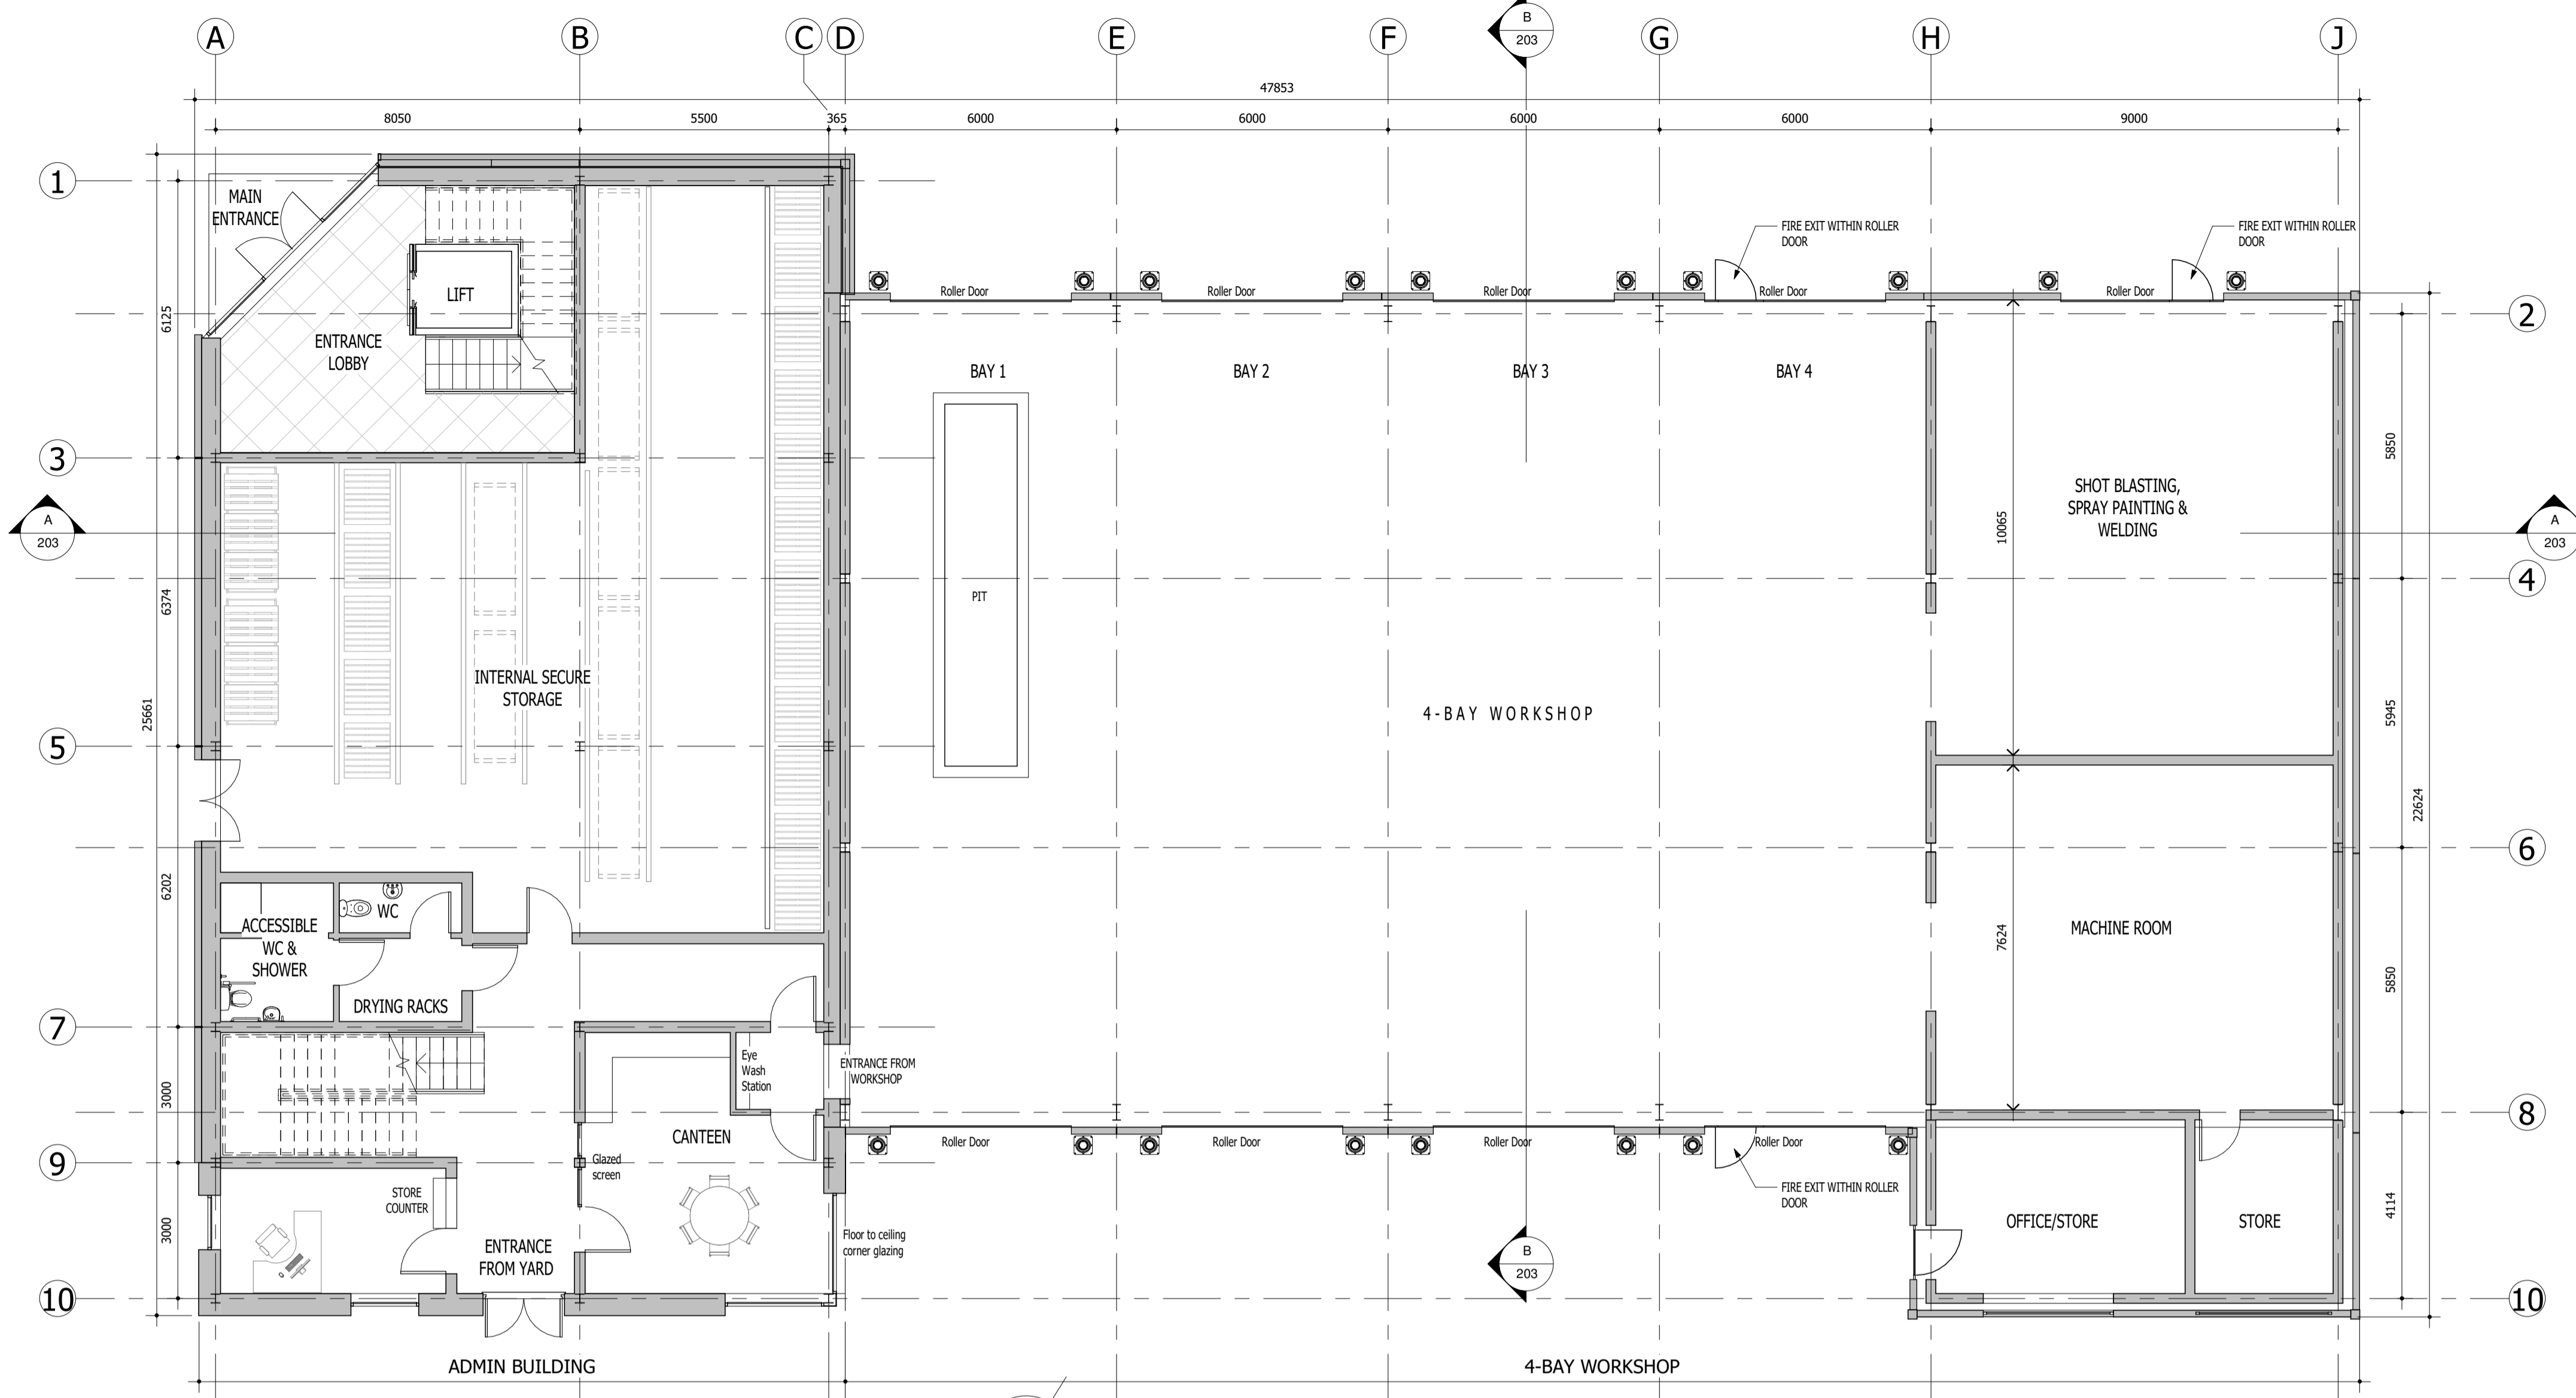 A
B
C
D
E
F
B
203
G
H
J
47853
8050
5500
365
6000
6000
6000
6000
9000
1
MAIN
ENTRANCE
FIRE EXIT WITHIN ROLLER
DOOR
FIRE EXIT WITHIN ROLLER
DOOR
LIFT
Roller Door
Roller Door
Roller Door
Roller Door
Roller Door
6125
2
ENTRANCE
LOBBY
BAY 1
BAY 2
BAY 3
BAY 4
3
5850
SHOT BLASTING,
SPRAY PAINTING &
WELDING
10065
A
203
A
203
4
PIT
6374
INTERNAL SECURE
STORAGE
25661
4-BAY WORKSHOP
5945
5
22624
6
6202
WC
ACCESSIBLE
WC &
SHOWER
MACHINE ROOM
7624
5850
DRYING RACKS
7
Eye
Wash
Station
ENTRANCE FROM
WORKSHOP
3000
8
CANTEEN
Roller Door
Roller Door
Roller Door
Roller Door
9
Glazed
screen
STORE
COUNTER
FIRE EXIT WITHIN ROLLER
DOOR
3000
OFFICE/STORE
STORE
4114
Floor to ceiling
corner glazing
ENTRANCE
FROM YARD
B
203
10
10
ADMIN BUILDING
4-BAY WORKSHOP